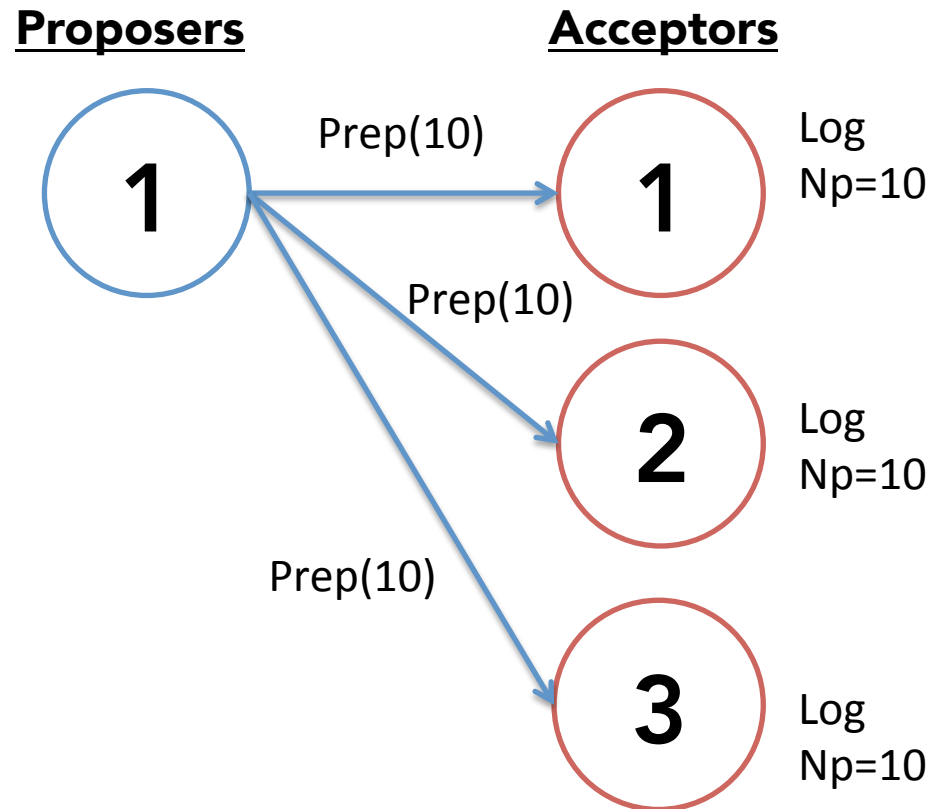 Proposers
Acceptors
1
Prep(10)
1
Log
Np=10
Prep(10)
2
Log
Np=10
Prep(10)
3
Log
Np=10